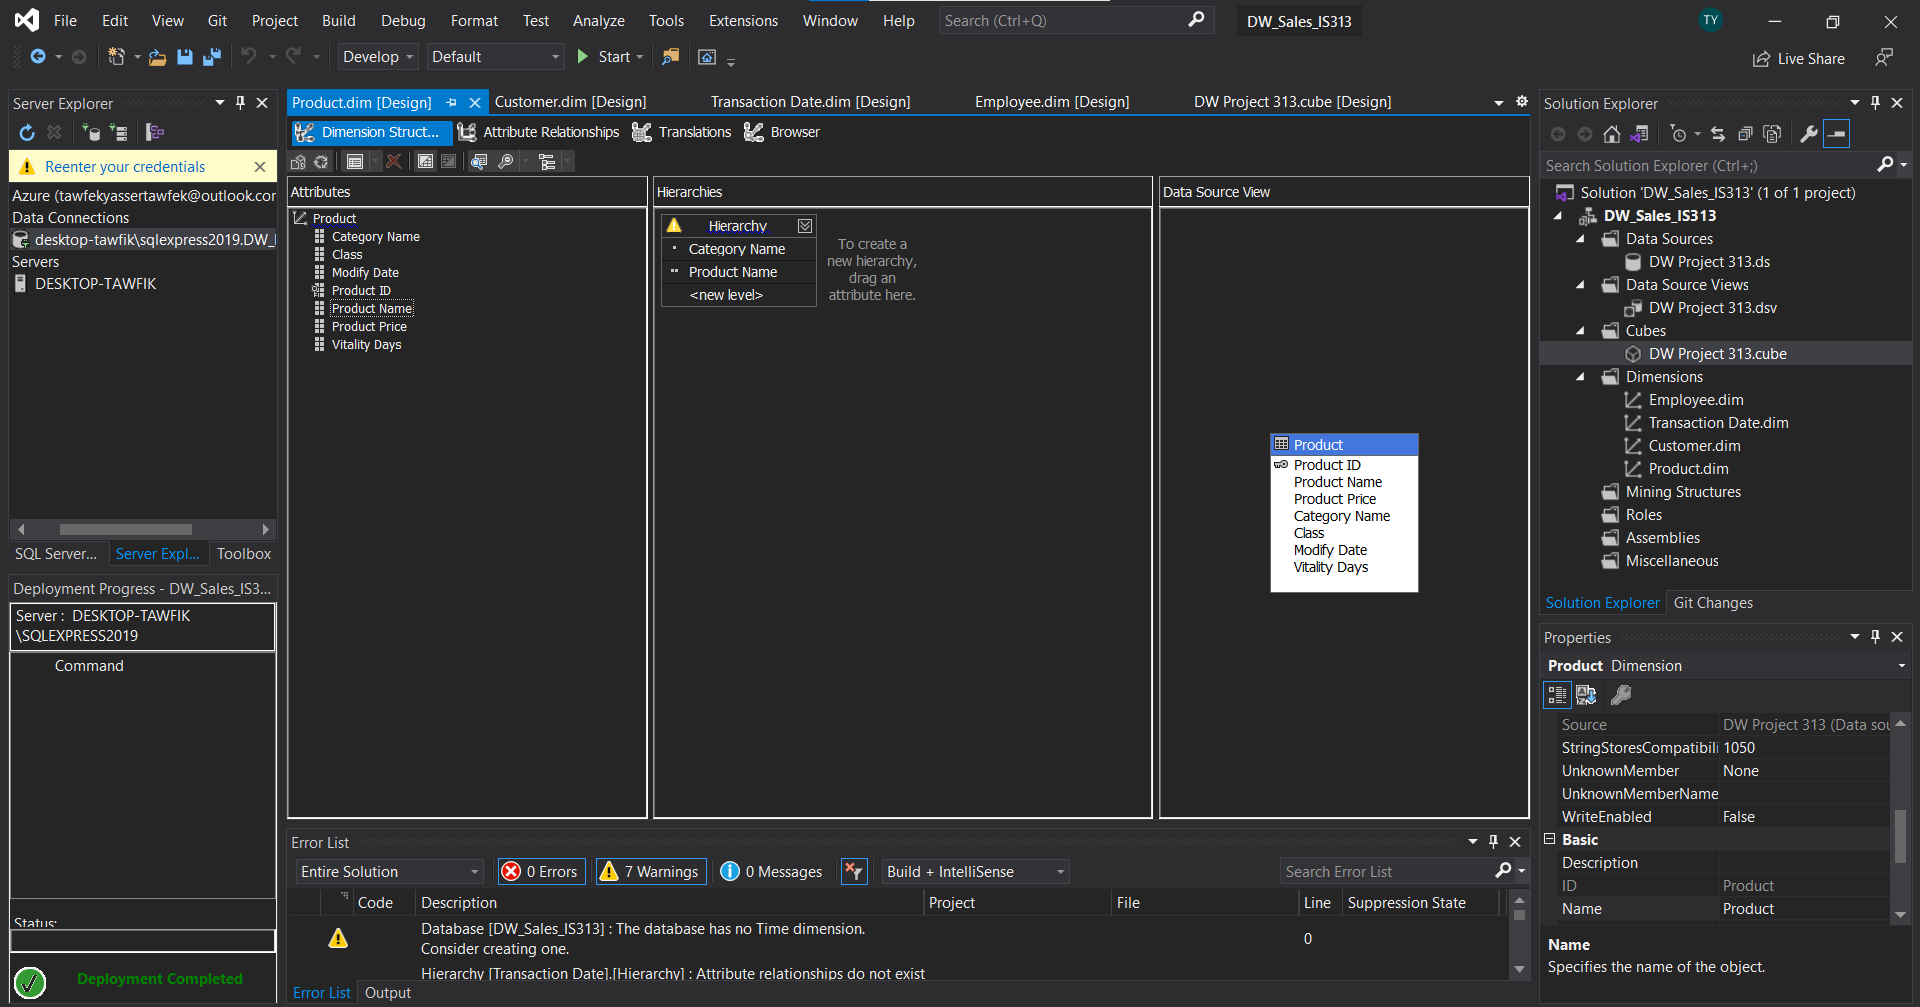 File Edit View Git Project Build Debug Format Test Analyze Tools Extensions Window Help Search (Ctrl+Q) DW_Sales_IS313 TY
Develop Default Start Live Share
Server Explorer
Reenter your credentials
Azure (tawfekyassertawfek@outlook.cor
Data Connections
desktop-tawfik\sqlexpress2019.DW_
Servers
DESKTOP-TAWFIK
SQL Server... Server Expl... Toolbox
Deployment Progress - DW_Sales_IS3...
Server : DESKTOP-TAWFIK
\SQLEXPRESS2019
Command
Status:
Deployment Completed
Product.dim [Design] Customer.dim [Design] Transaction Date.dim [Design] Employee.dim [Design] DW Project 313.cube [Design]
Dimension Struct... Attribute Relationships Translations Browser
Attributes
Product
Category Name
Class
Modify Date
Product ID
Product Name
Product Price
Vitality Days
Hierarchies
Hierarchy
Category Name
Product Name
<new level>
To create a
new hierarchy,
drag an
attribute here.
Data Source View
Product
Product ID
Product Name
Product Price
Category Name
Class
Modify Date
Vitality Days
Error List
Entire Solution 0 Errors 7 Warnings 0 Messages Build + IntelliSense Search Error List
Code Description Project File Line Suppression State
Database [DW_Sales_IS313] : The database has no Time dimension.
Consider creating one.
0
Hierarchy [Transaction Date].[Hierarchy] : Attribute relationships do not exist
Error List Output
Solution Explorer
Search Solution Explorer (Ctrl+;)
Solution 'DW_Sales_IS313' (1 of 1 project)
DW_Sales_IS313
Data Sources
DW Project 313.ds
Data Source Views
DW Project 313.dsv
Cubes
DW Project 313.cube
Dimensions
Employee.dim
Transaction Date.dim
Customer.dim
Product.dim
Mining Structures
Roles
Assemblies
Miscellaneous
Solution Explorer Git Changes
Properties
Product Dimension
Source DW Project 313 (Data sou
StringStoresCompatibili 1050
UnknownMember None
UnknownMemberName
WriteEnabled False
Basic
Description
ID Product
Name Product
Name
Specifies the name of the object.